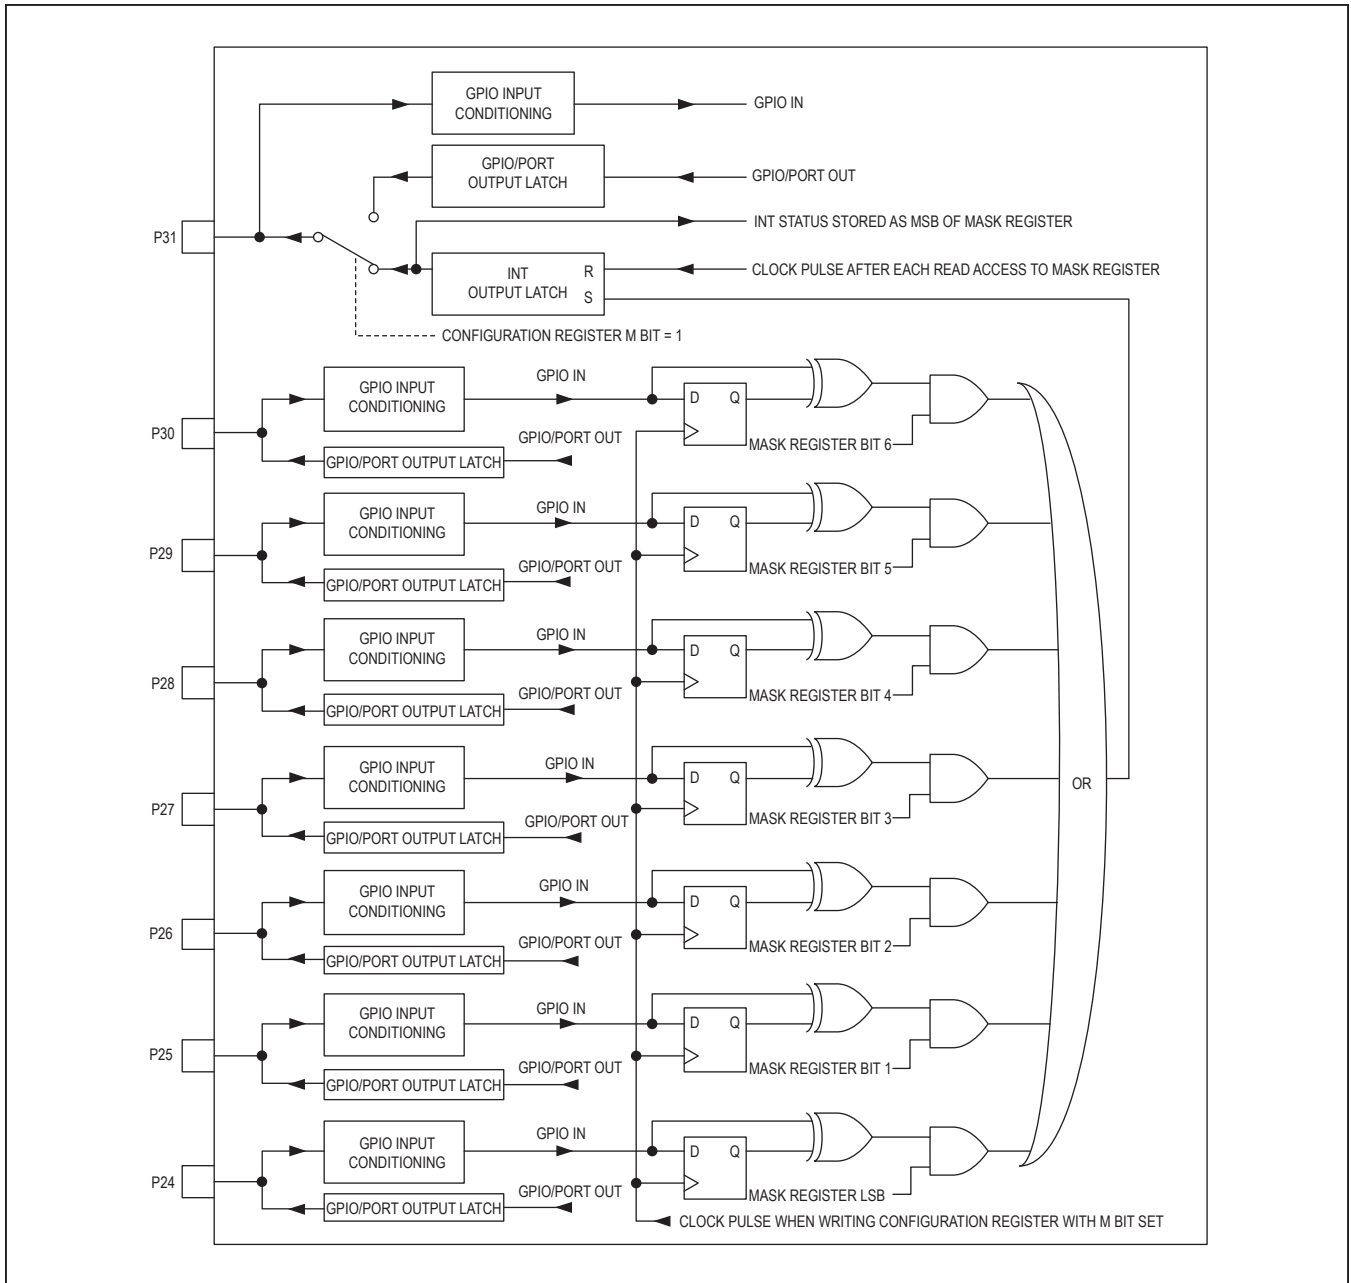 GPIO INPUT
CONDITIONING
GPIO IN
GPIO/PORT
OUTPUT LATCH
GPIO/PORT OUT
INT STATUS STORED AS MSB OF MASK REGISTER
P31
INT
OUTPUT LATCH
R
S
CLOCK PULSE AFTER EACH READ ACCESS TO MASK REGISTER
CONFIGURATION REGISTER M BIT = 1
P30
GPIO INPUT
CONDITIONING
GPIO IN
GPIO/PORT OUT
GPIO/PORT OUTPUT LATCH
D Q
MASK REGISTER BIT 6
P29
GPIO INPUT
CONDITIONING
GPIO IN
GPIO/PORT OUT
GPIO/PORT OUTPUT LATCH
D Q
MASK REGISTER BIT 5
P28
GPIO INPUT
CONDITIONING
GPIO IN
GPIO/PORT OUT
GPIO/PORT OUTPUT LATCH
D Q
MASK REGISTER BIT 4
P27
GPIO INPUT
CONDITIONING
GPIO IN
GPIO/PORT OUT
GPIO/PORT OUTPUT LATCH
D Q
MASK REGISTER BIT 3
OR
P26
GPIO INPUT
CONDITIONING
GPIO IN
GPIO/PORT OUT
GPIO/PORT OUTPUT LATCH
D Q
MASK REGISTER BIT 2
P25
GPIO INPUT
CONDITIONING
GPIO IN
GPIO/PORT OUT
GPIO/PORT OUTPUT LATCH
D Q
MASK REGISTER BIT 1
P24
GPIO INPUT
CONDITIONING
GPIO IN
GPIO/PORT OUT
GPIO/PORT OUTPUT LATCH
D Q
MASK REGISTER LSB
CLOCK PULSE WHEN WRITING CONFIGURATION REGISTER WITH M BIT SET